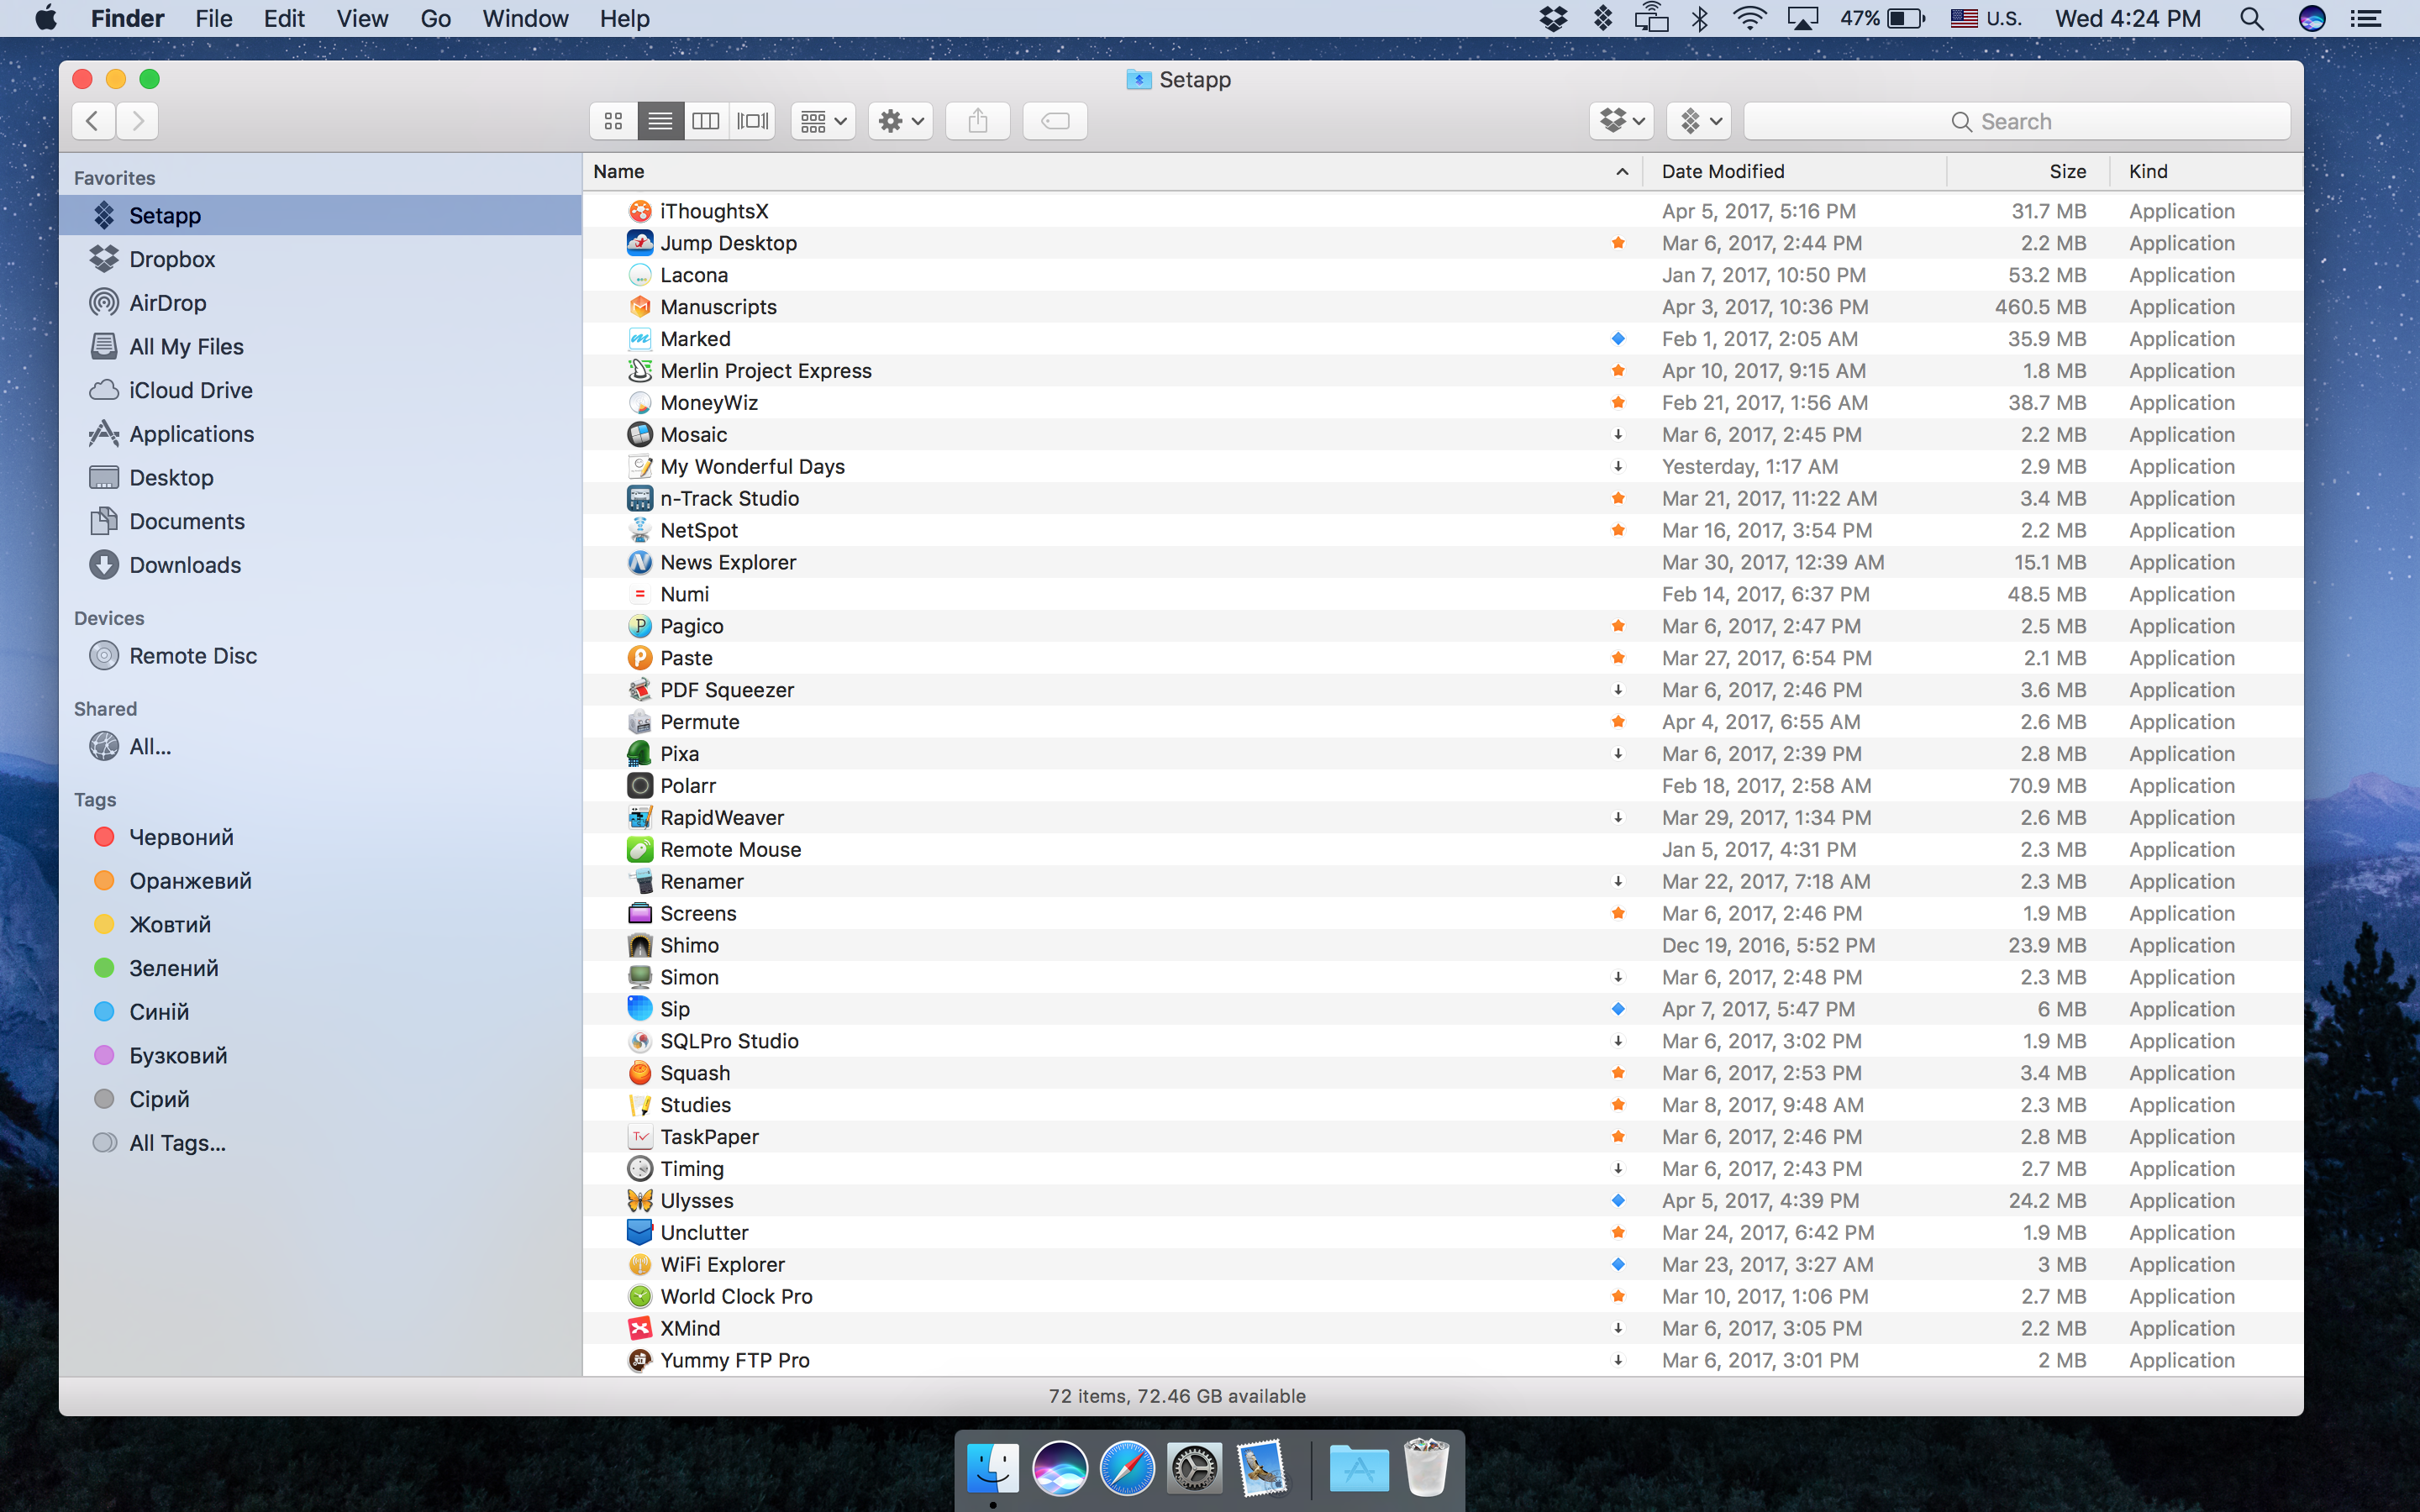 Finder File Edit View Go Window Help 47% U.S. Wed 4:24 PM
Setapp
Search
Favorites
Setapp
Dropbox
AirDrop
All My Files
iCloud Drive
Applications
Desktop
Documents
Downloads
Devices
Remote Disc
Shared
All...
Tags
Червоний
Оранжевий
Жовтий
Зелений
Синій
Бузковий
Сірий
All Tags...
Name Date Modified Size Kind
iThoughtsX Apr 5, 2017, 5:16 PM 31.7 MB Application
Jump Desktop Mar 6, 2017, 2:44 PM 2.2 MB Application
Lacona Jan 7, 2017, 10:50 PM 53.2 MB Application
Manuscripts Apr 3, 2017, 10:36 PM 460.5 MB Application
Marked Feb 1, 2017, 2:05 AM 35.9 MB Application
Merlin Project Express Apr 10, 2017, 9:15 AM 1.8 MB Application
MoneyWiz Feb 21, 2017, 1:56 AM 38.7 MB Application
Mosaic Mar 6, 2017, 2:45 PM 2.2 MB Application
My Wonderful Days Yesterday, 1:17 AM 2.9 MB Application
n-Track Studio Mar 21, 2017, 11:22 AM 3.4 MB Application
NetSpot Mar 16, 2017, 3:54 PM 2.2 MB Application
News Explorer Mar 30, 2017, 12:39 AM 15.1 MB Application
Numi Feb 14, 2017, 6:37 PM 48.5 MB Application
Pagico Mar 6, 2017, 2:47 PM 2.5 MB Application
Paste Mar 27, 2017, 6:54 PM 2.1 MB Application
PDF Squeezer Mar 6, 2017, 2:46 PM 3.6 MB Application
Permute Apr 4, 2017, 6:55 AM 2.6 MB Application
Pixa Mar 6, 2017, 2:39 PM 2.8 MB Application
Polarr Feb 18, 2017, 2:58 AM 70.9 MB Application
RapidWeaver Mar 29, 2017, 1:34 PM 2.6 MB Application
Remote Mouse Jan 5, 2017, 4:31 PM 2.3 MB Application
Renamer Mar 22, 2017, 7:18 AM 2.3 MB Application
Screens Mar 6, 2017, 2:46 PM 1.9 MB Application
Shimo Dec 19, 2016, 5:52 PM 23.9 MB Application
Simon Mar 6, 2017, 2:48 PM 2.3 MB Application
Sip Apr 7, 2017, 5:47 PM 6 MB Application
SQLPro Studio Mar 6, 2017, 3:02 PM 1.9 MB Application
Squash Mar 6, 2017, 2:53 PM 3.4 MB Application
Studies Mar 8, 2017, 9:48 AM 2.3 MB Application
TaskPaper Mar 6, 2017, 2:46 PM 2.8 MB Application
Timing Mar 6, 2017, 2:43 PM 2.7 MB Application
Ulysses Apr 5, 2017, 4:39 PM 24.2 MB Application
Unclutter Mar 24, 2017, 6:42 PM 1.9 MB Application
WiFi Explorer Mar 23, 2017, 3:27 AM 3 MB Application
World Clock Pro Mar 10, 2017, 1:06 PM 2.7 MB Application
XMind Mar 6, 2017, 3:05 PM 2.2 MB Application
Yummy FTP Pro Mar 6, 2017, 3:01 PM 2 MB Application
72 items, 72.46 GB available